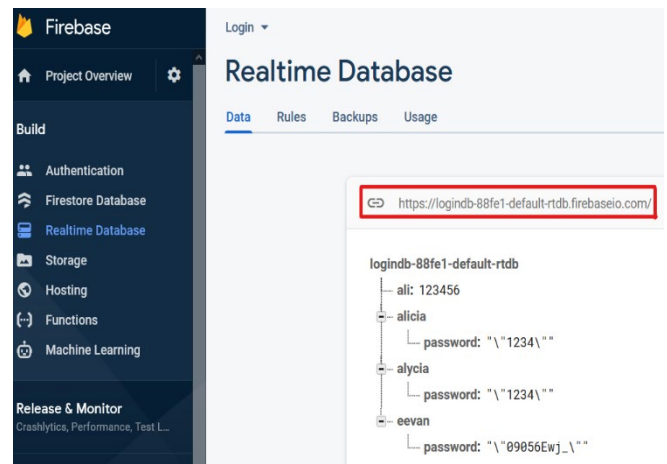 Firebase
Project Overview
Build
Authentication
Firestore Database
Realtime Database
Storage
Hosting
Functions
Machine Learning
Release & Monitor
Crashlytics, Performance, Test L...
Login
Realtime Database
Data Rules Backups Usage
https://logindb-88fe1-default-rtdb.firebaseio.com/
logindb-88fe1-default-rtdb
ali: 123456
alicia
password: "\"1234\""
alycia
password: "\"1234\""
eevan
password: "\"09056Ewj_\""